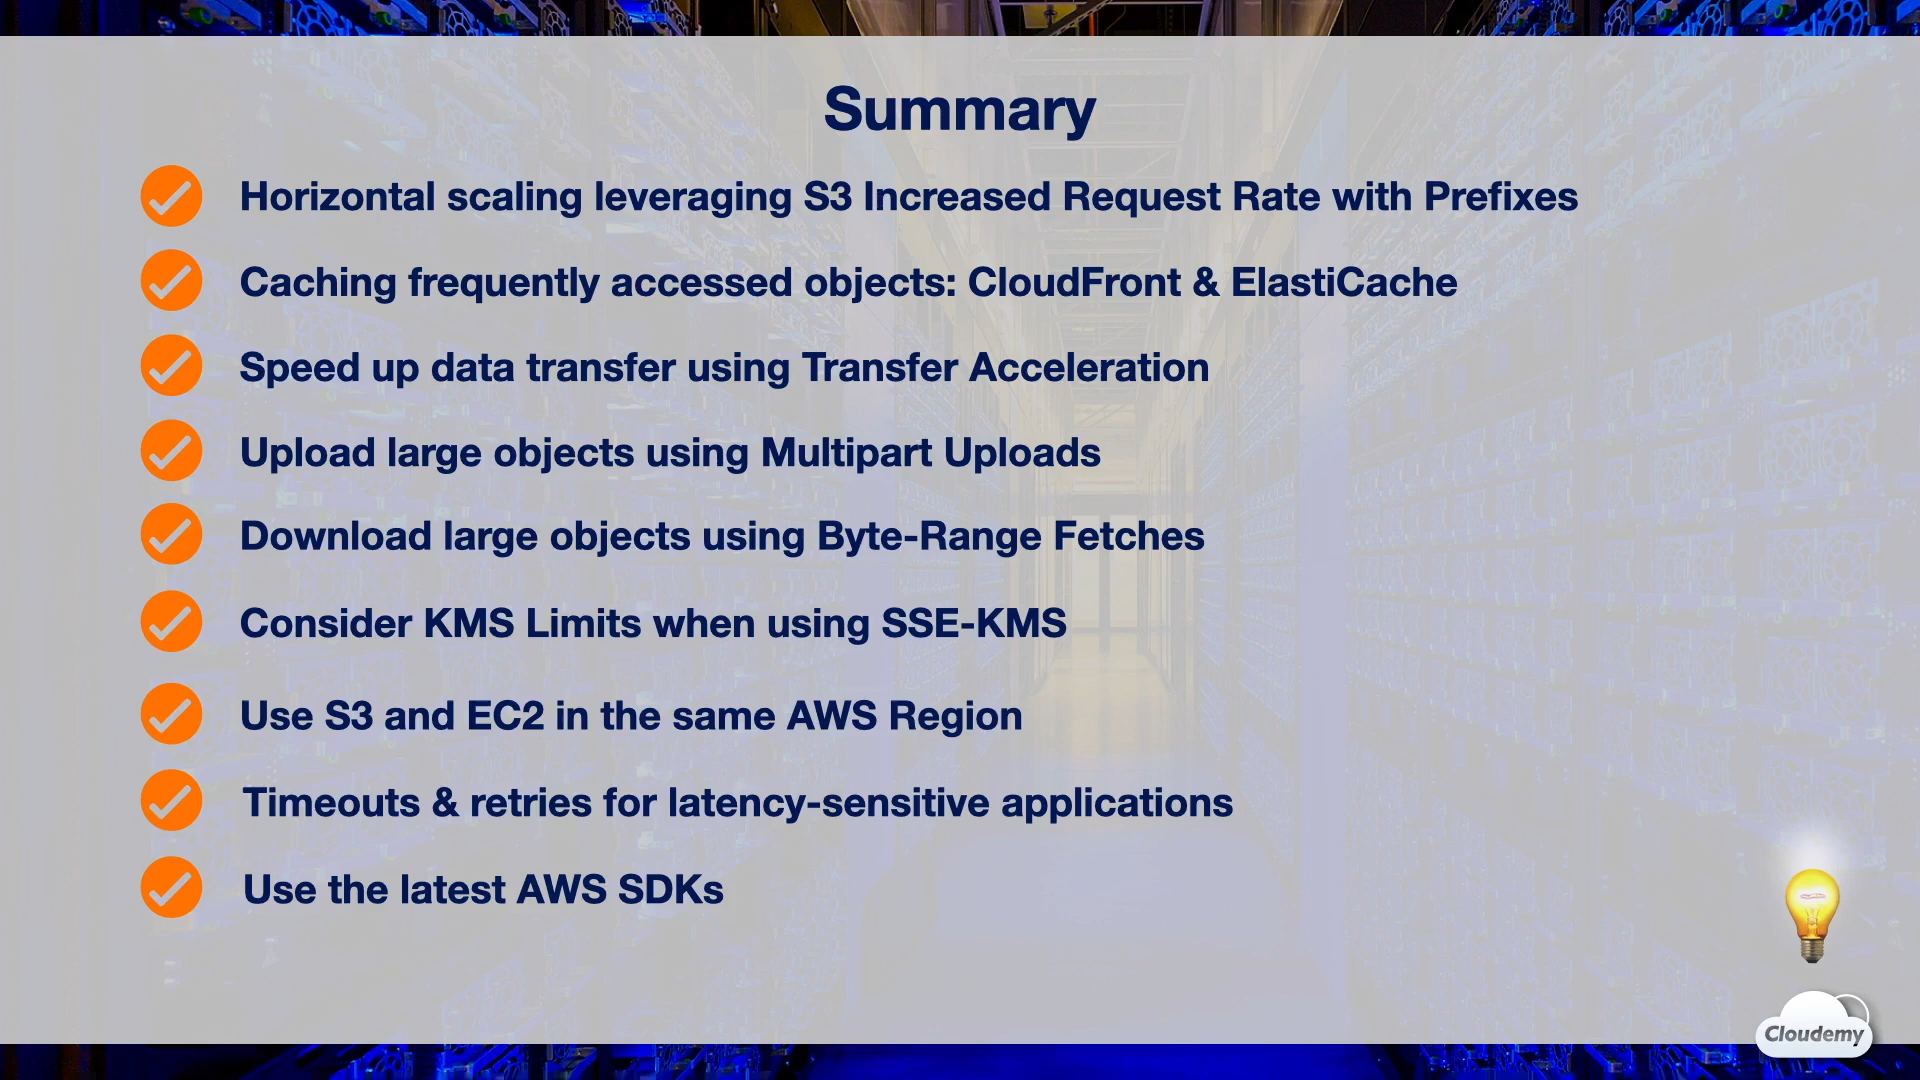 Summary
Horizontal scaling leveraging S3 Increased Request Rate with Prefixes
Caching frequently accessed objects: CloudFront & ElastiCache
Speed up data transfer using Transfer Acceleration
Upload large objects using Multipart Uploads
Download large objects using Byte-Range Fetches
Consider KMS Limits when using SSE-KMS
Use S3 and EC2 in the same AWS Region
Timeouts & retries for latency-sensitive applications
Use the latest AWS SDKs
Cloudemy